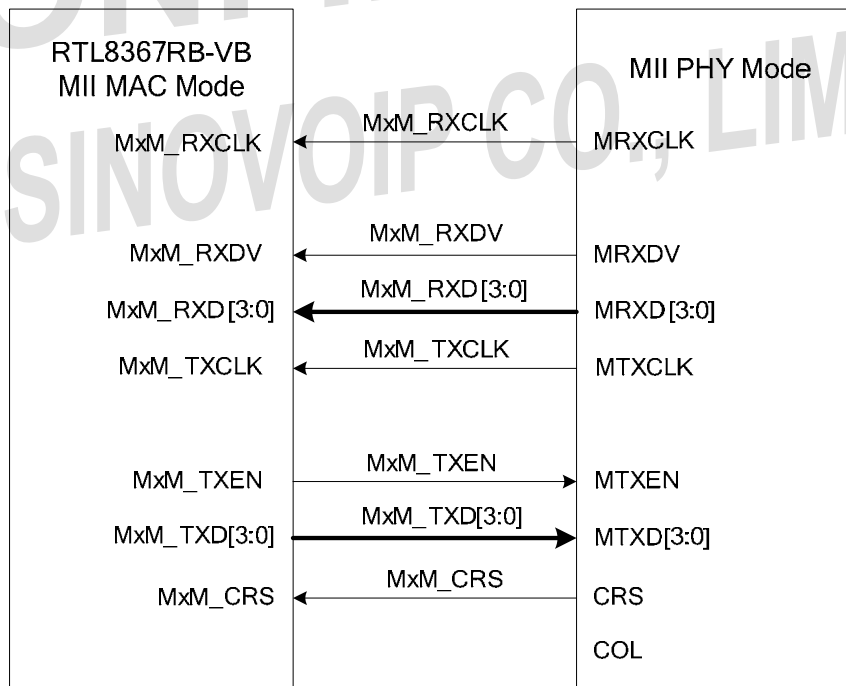 RTL8367RB-VB
MII MAC Mode
MII PHY Mode
MxM_RXCLK
MxM_RXCLK
MRXCLK
MxM_RXDV
MxM_RXDV
MRXDV
MxM_RXD[3:0]
MxM_RXD[3:0]
MRXD[3:0]
MxM_TXCLK
MxM_TXCLK
MTXCLK
MxM_TXEN
MxM_TXEN
MTXEN
MxM_TXD[3:0]
MxM_TXD[3:0]
MTXD[3:0]
MxM_CRS
MxM_CRS
CRS
COL
SINOVOIP CO., LIM